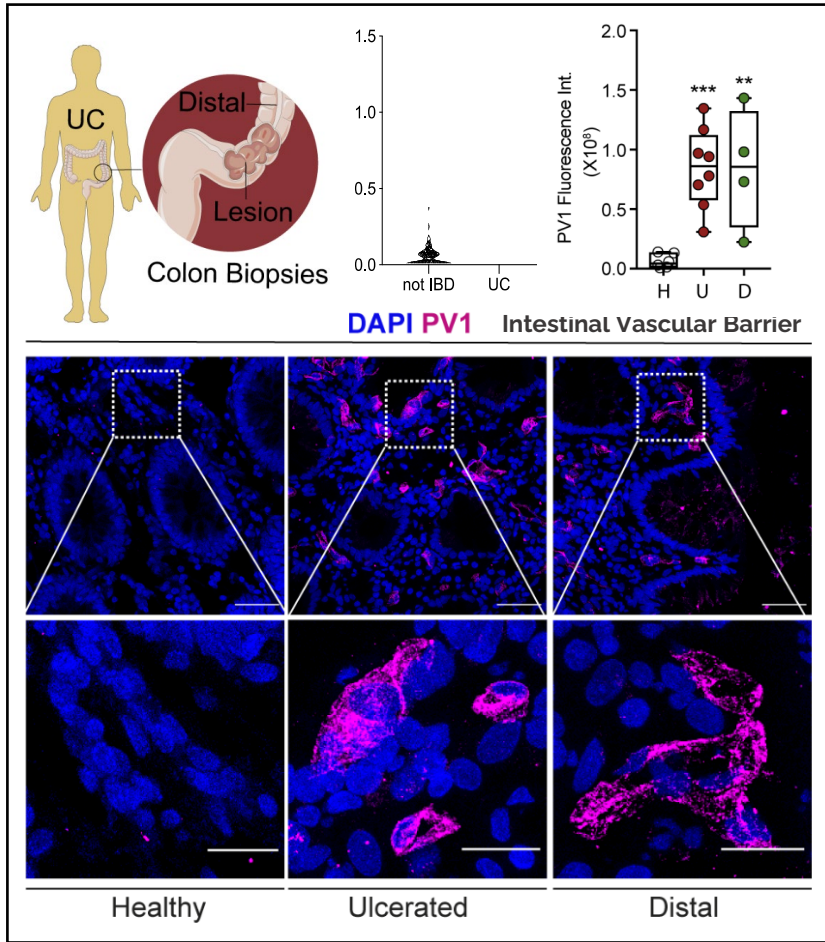 UC
Distal
Lesion
Colon Biopsies
1.5
1.0
0.5
0.0
not IBD
UC
PV1 Fluorescence Int.
(X10⁸)
2.0
1.5
1.0
0.5
0.0
***
**
H
U
D
DAPI PV1
Intestinal Vascular Barrier
Healthy
Ulcerated
Distal